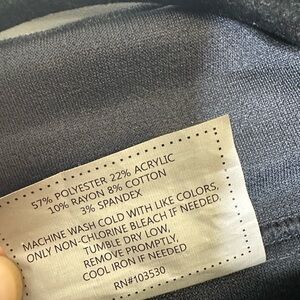 57% POLYESTER 22% ACRYLIC
10% RAYON 8% COTTON
3% SPANDEX
MACHINE WASH COLD WITH LIKE COLORS,
ONLY NON-CHLORINE BLEACH IF NEEDED,
TUMBLE DRY LOW,
REMOVE PROMPTLY,
COOL IRON IF NEEDED
RN#103530